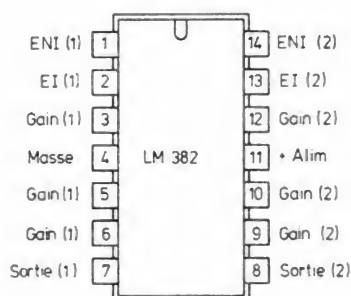 ENI (1) 1 14 ENI (2)
EI (1) 2 13 EI (2)
Gain (1) 3 12 Gain (2)
Masse 4 LM 382 11 + Alim
Gain (1) 5 10 Gain (2)
Gain (1) 6 9 Gain (2)
Sortie (1) 7 8 Sortie (2)